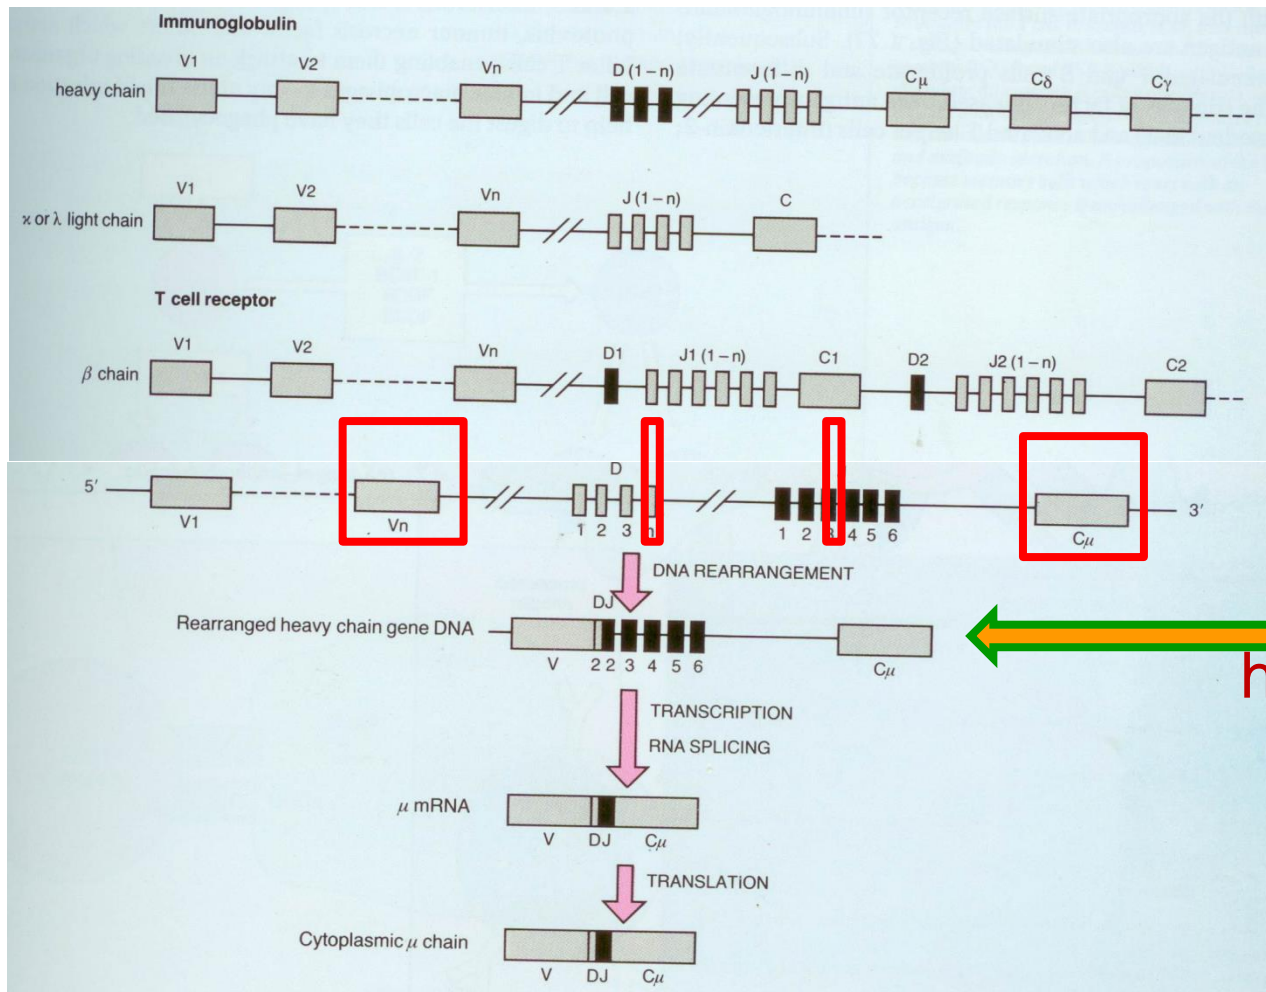 Immunoglobulin
V1 V2 Vn D (1 – n) J (1 – n) Cμ Cδ Cγ
heavy chain
V1 V2 Vn J (1 – n) C
ϰ or λ light chain
T cell receptor
V1 V2 Vn D1 J1 (1 – n) C1 D2 J2 (1 – n) C2
β chain
D
5′ 3′
V1 Vn 1 2 3 n 1 2 3 4 5 6 Cμ
DNA REARRANGEMENT
DJ
Rearranged heavy chain gene DNA
V 2 2 3 4 5 6 Cμ
h
TRANSCRIPTION
RNA SPLICING
μ mRNA
V DJ Cμ
TRANSLATION
Cytoplasmic μ chain
V DJ Cμ